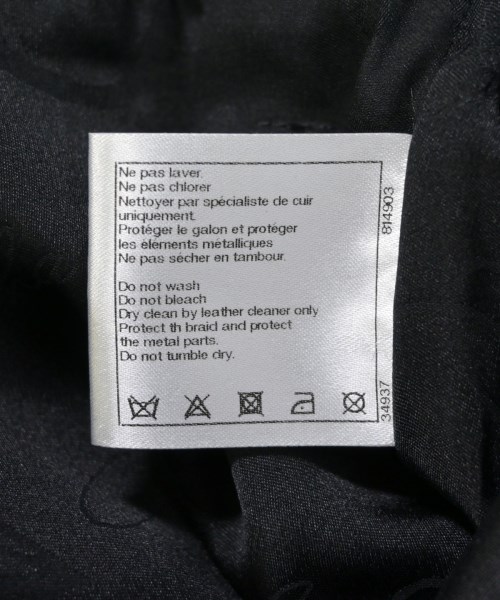 Ne pas laver.
Ne pas chlorer
Nettoyer par spécialiste de cuir
uniquement.
Protéger le galon et protéger
les éléments métalliques
Ne pas sécher en tambour.
Do not wash
Do not bleach
Dry clean by leather cleaner only
Protect th braid and protect
the metal parts.
Do not tumble dry.
814903
34937